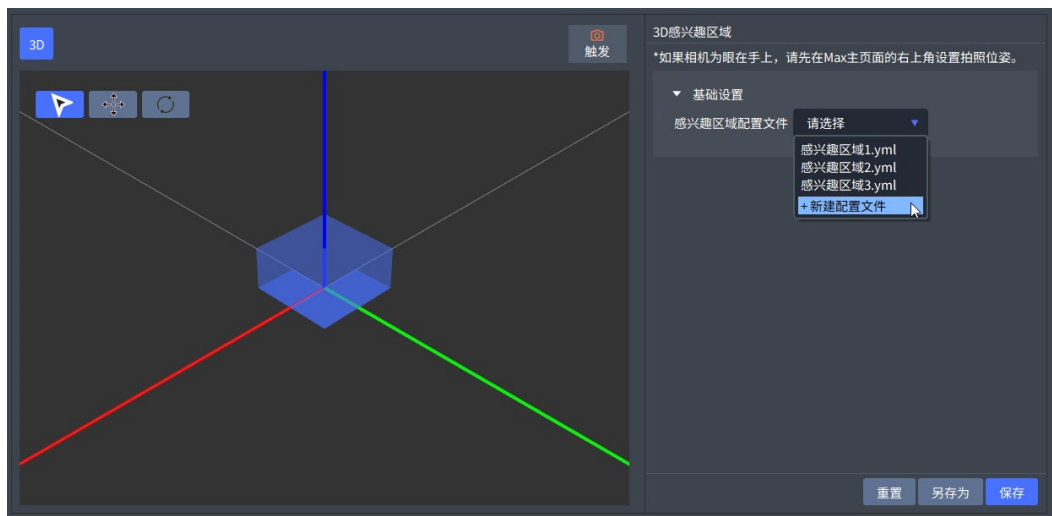 3D
触发
3D感兴趣区域
*如果相机为眼在手上，请先在Max主页面的右上角设置拍照位姿。
基础设置
感兴趣区域配置文件 请选择
感兴趣区域1.yml
感兴趣区域2.yml
感兴趣区域3.yml
+新建配置文件
重置 另存为 保存